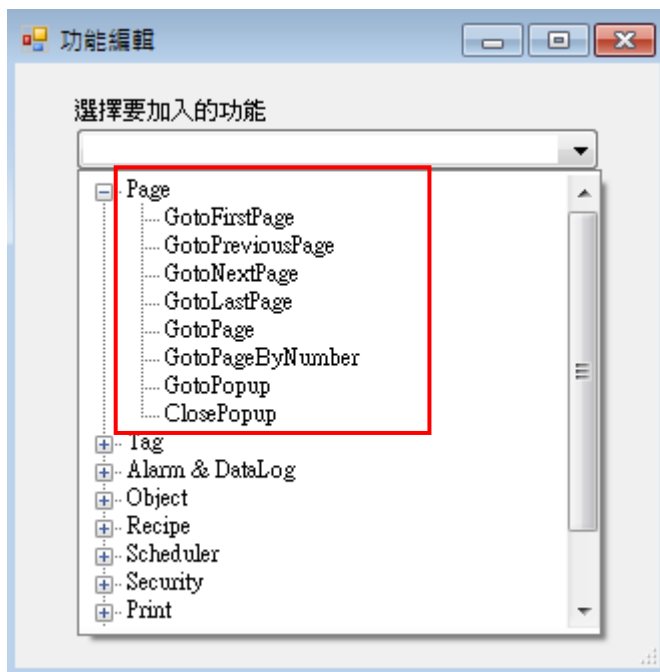 功能編輯
選擇要加入的功能
Page
GotoFirstPage
GotoPreviousPage
GotoNextPage
GotoLastPage
GotoPage
GotoPageByNumber
GotoPopup
ClosePopup
Tag
Alarm & DataLog
Object
Recipe
Scheduler
Security
Print